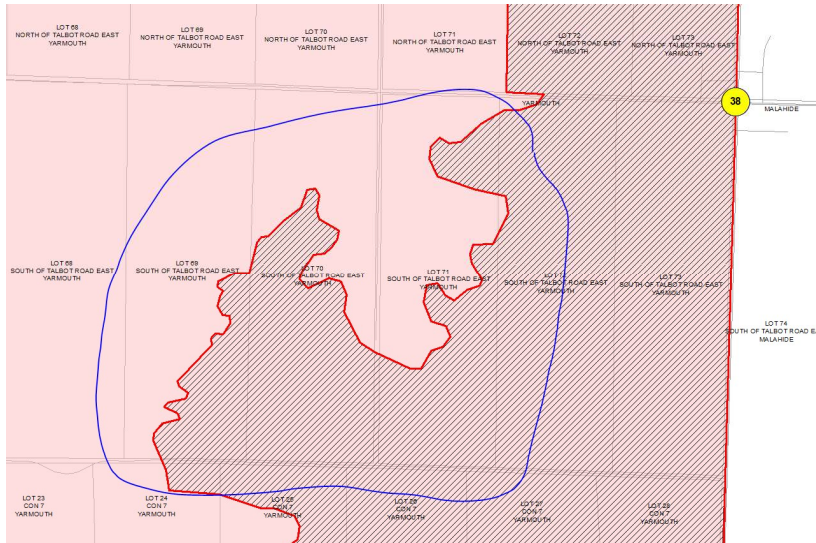 LOT 68
NORTH OF TALBOT ROAD EAST
YARMOUTH
LOT 69
NORTH OF TALBOT ROAD EAST
YARMOUTH
LOT 70
NORTH OF TALBOT ROAD EAST
YARMOUTH
LOT 71
NORTH OF TALBOT ROAD EAST
YARMOUTH
LOT 72
NORTH OF TALBOT ROAD EAST
YARMOUTH
LOT 73
NORTH OF TALBOT ROAD EAST
YARMOUTH
YARMOUTH
38
MALAHIDE
LOT 68
SOUTH OF TALBOT ROAD EAST
YARMOUTH
LOT 69
SOUTH OF TALBOT ROAD EAST
YARMOUTH
LOT 70
SOUTH OF TALBOT ROAD EAST
YARMOUTH
LOT 71
SOUTH OF TALBOT ROAD EAST
YARMOUTH
LOT
SOUTH OF TALBOT ROAD EAST
YARMOUTH
LOT 73
SOUTH OF TALBOT ROAD EAST
YARMOUTH
LOT 74
SOUTH OF TALBOT ROAD EA
MALAHIDE
LOT 23
CON 7
YARMOUTH
LOT 24
CON 7
YARMOUTH
LOT 25
CON 7
YARMOUTH
LOT 26
CON 7
YARMOUTH
LOT 27
CON 7
YARMOUTH
LOT 28
CON 7
YARMOUTH